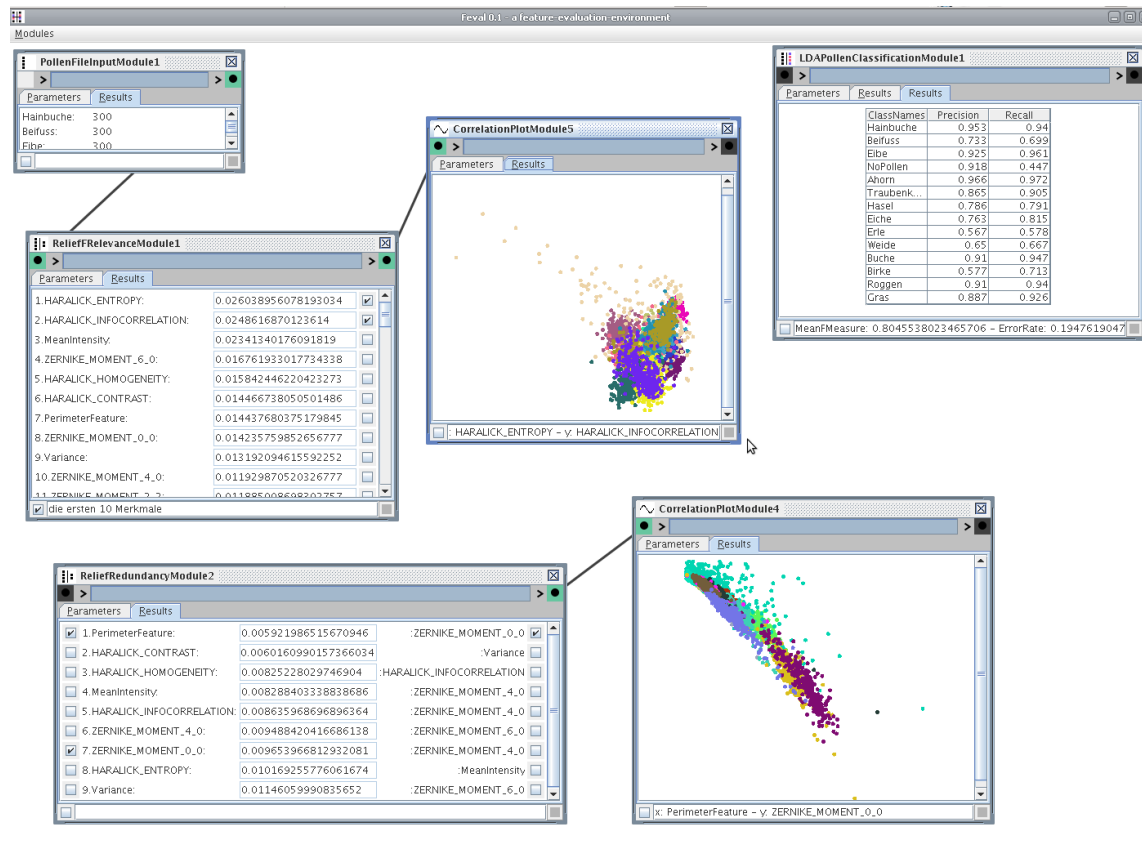 Feval 0.1 - a feature-evaluation-environment
Modules
PollenFileInputModule1
>
>
Parameters Results
Hainbuche: 300
Beifuss: 300
Eibe: 300
ReliefFRelevanceModule1
>
>
Parameters Results
1.HARALICK_ENTROPY: 0.026038956078193034
2.HARALICK_INFOCORRELATION: 0.0248616870123614
3.MeanIntensity: 0.02341340176091819
4.ZERNIKE_MOMENT_6_0: 0.016761933017734338
5.HARALICK_HOMOGENEITY: 0.015842446220423273
6.HARALICK_CONTRAST: 0.014466738050501486
7.PerimeterFeature: 0.014437680375179845
8.ZERNIKE_MOMENT_0_0: 0.014235759852656777
9.Variance: 0.013192094615592252
10.ZERNIKE_MOMENT_4_0: 0.011929870520326777
11.ZERNIKE_MOMENT_2_2: 0.011885008698302757
die ersten 10 Merkmale
CorrelationPlotModule5
>
>
Parameters Results
: HARALICK_ENTROPY - y: HARALICK_INFOCORRELATION
LDAPollenClassificationModule1
>
>
Parameters Results Results
ClassNames Precision Recall
Hainbuche 0.953 0.94
Beifuss 0.733 0.699
Eibe 0.925 0.961
NoPollen 0.918 0.447
Ahorn 0.966 0.972
Traubenk... 0.865 0.905
Hasel 0.786 0.791
Eiche 0.763 0.815
Erle 0.567 0.578
Weide 0.65 0.667
Buche 0.91 0.947
Birke 0.577 0.713
Roggen 0.91 0.94
Gras 0.887 0.926
MeanFMeasure: 0.8045538023465706 - ErrorRate: 0.1947619047
ReliefRedundancyModule2
>
>
Parameters Results
1.PerimeterFeature: 0.005921986515670946 :ZERNIKE_MOMENT_0_0
2.HARALICK_CONTRAST: 0.0060160990157366034 :Variance
3.HARALICK_HOMOGENEITY: 0.00825228029746904 :HARALICK_INFOCORRELATION
4.MeanIntensity: 0.008288403338838686 :ZERNIKE_MOMENT_4_0
5.HARALICK_INFOCORRELATION: 0.008635968696896364 :ZERNIKE_MOMENT_4_0
6.ZERNIKE_MOMENT_4_0: 0.009488420416686138 :ZERNIKE_MOMENT_6_0
7.ZERNIKE_MOMENT_0_0: 0.009653966812932081 :ZERNIKE_MOMENT_4_0
8.HARALICK_ENTROPY: 0.010169255776061674 :MeanIntensity
9.Variance: 0.01146059990835652 :ZERNIKE_MOMENT_6_0
CorrelationPlotModule4
>
>
Parameters Results
x: PerimeterFeature - y: ZERNIKE_MOMENT_0_0